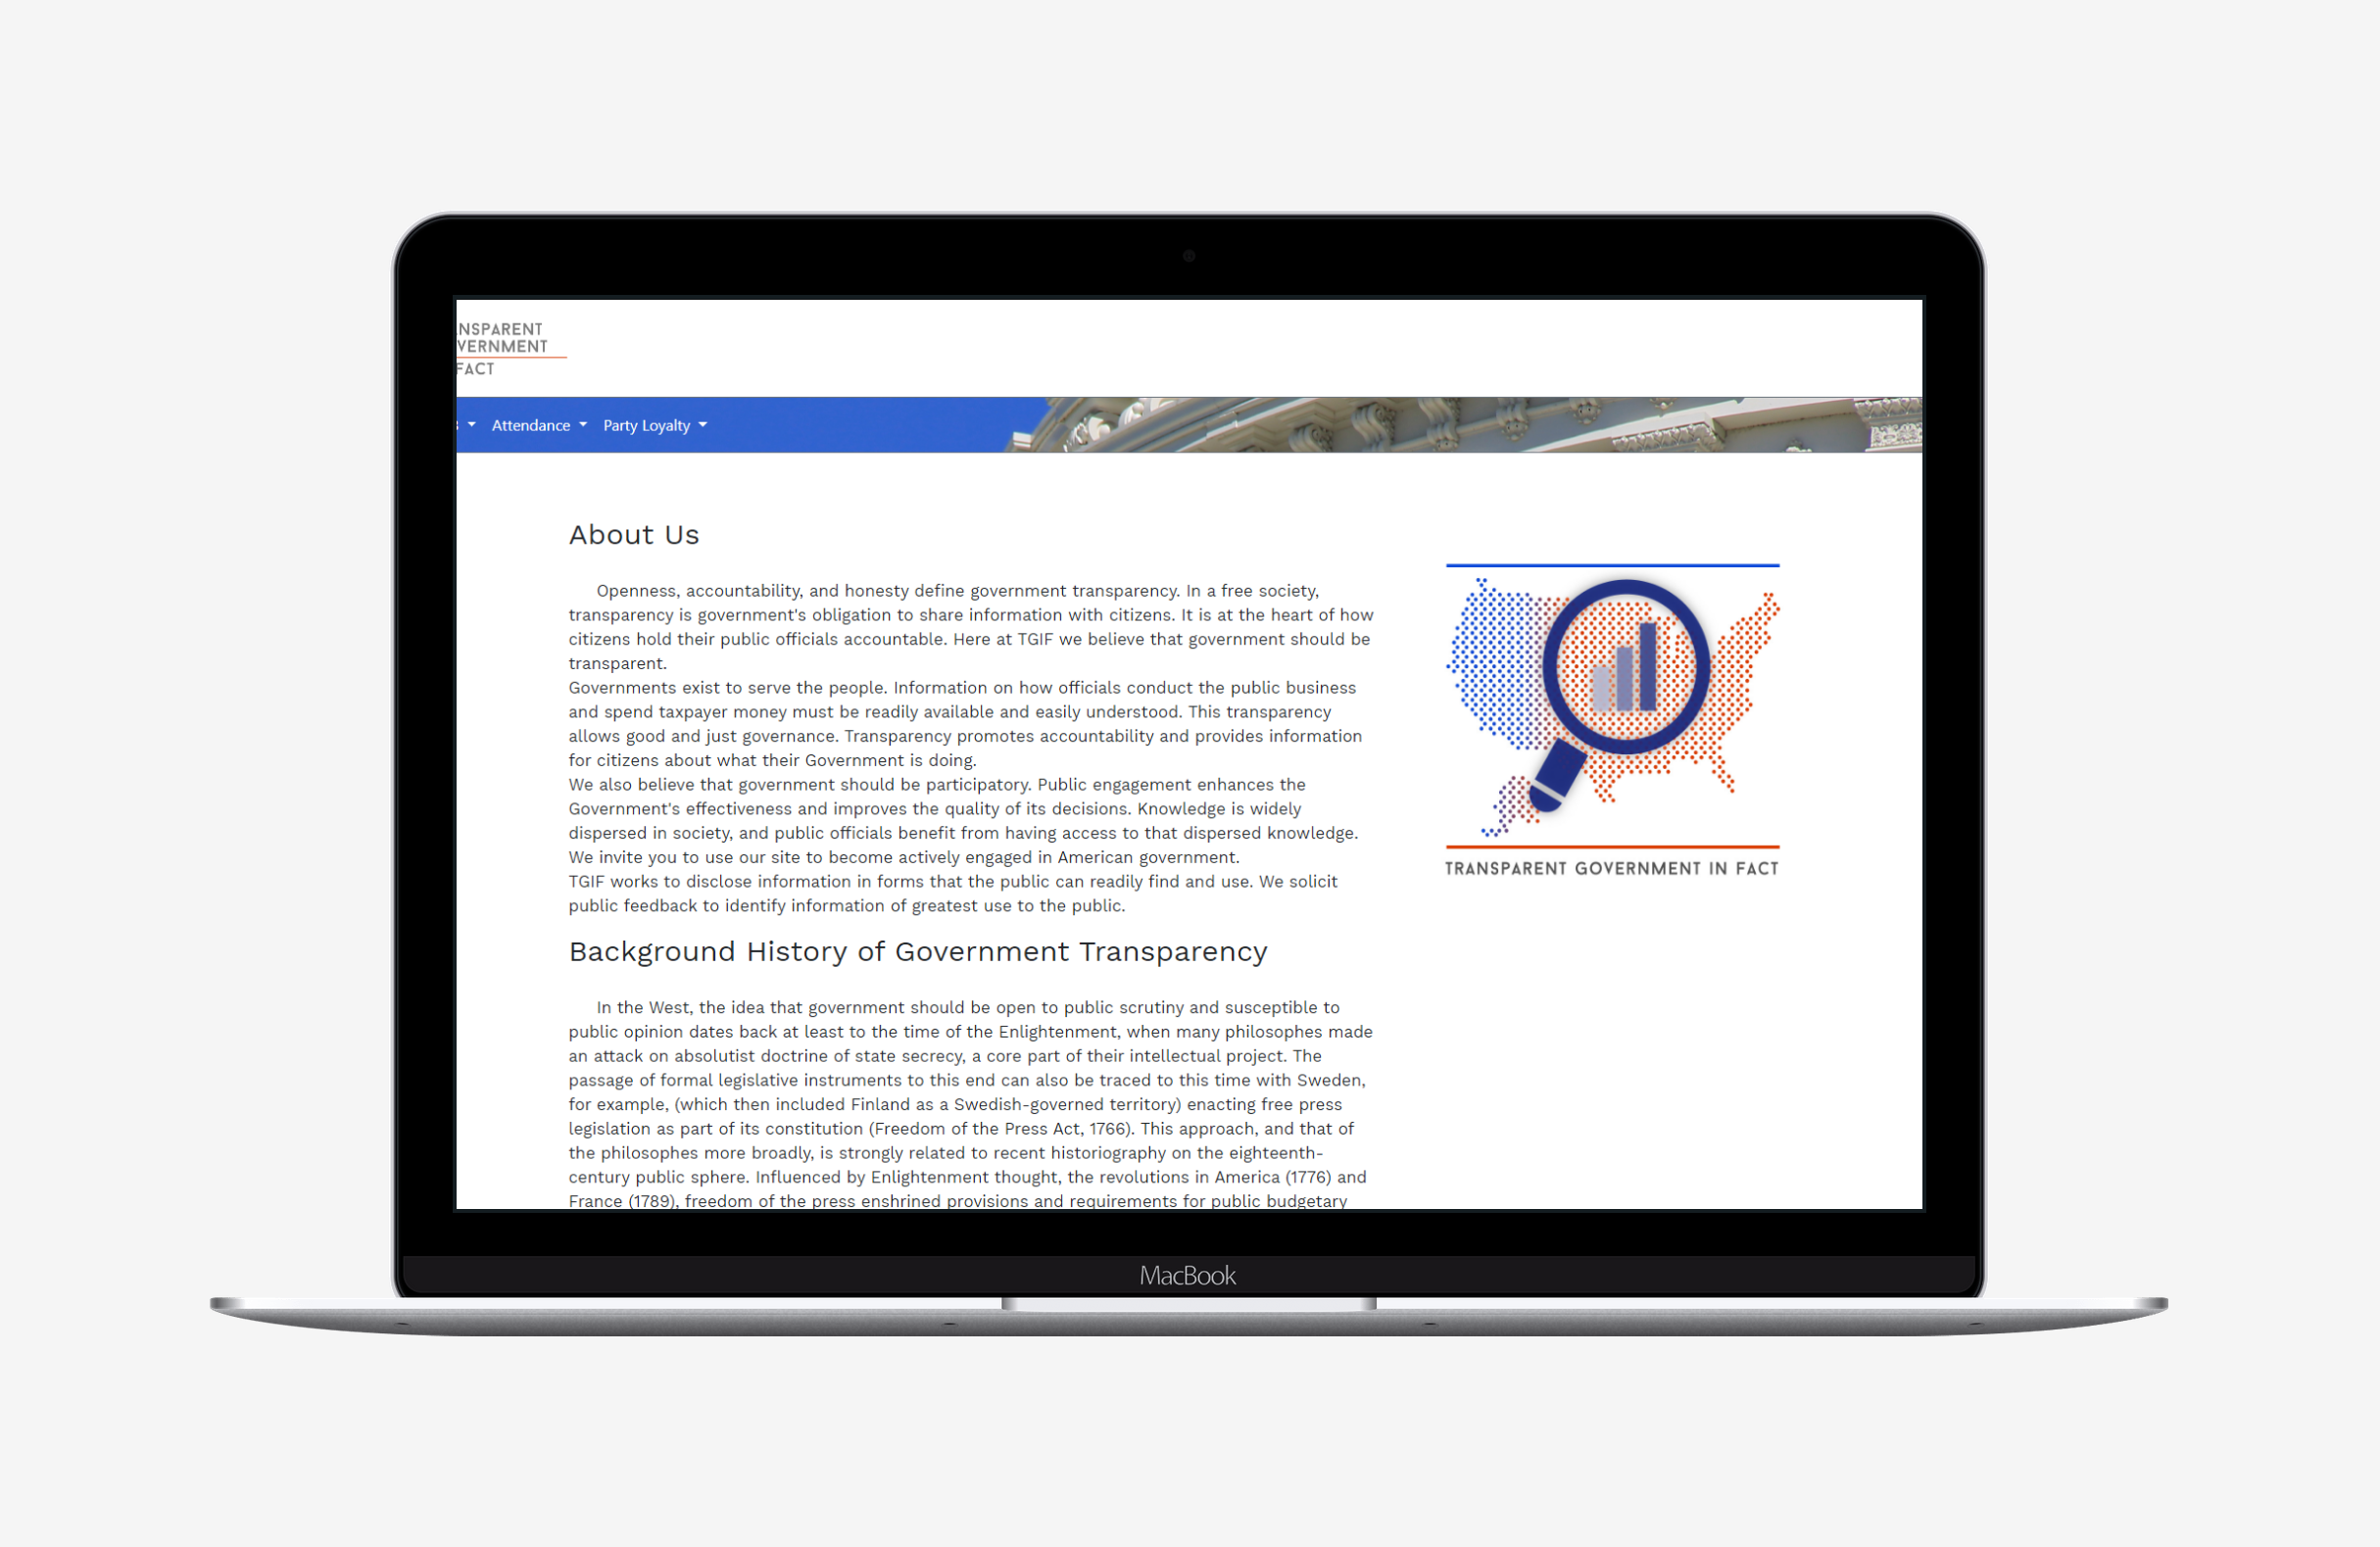 NSPARENT
VERNMENT
FACT
Attendance
Party Loyalty
About Us
Openness, accountability, and honesty define government transparency. In a free society,
transparency is government's obligation to share information with citizens. It is at the heart of how
citizens hold their public officials accountable. Here at TGIF we believe that government should be
transparent.
Governments exist to serve the people. Information on how officials conduct the public business
and spend taxpayer money must be readily available and easily understood. This transparency
allows good and just governance. Transparency promotes accountability and provides information
for citizens about what their Government is doing.
We also believe that government should be participatory. Public engagement enhances the
Government's effectiveness and improves the quality of its decisions. Knowledge is widely
dispersed in society, and public officials benefit from having access to that dispersed knowledge.
We invite you to use our site to become actively engaged in American government.
TGIF works to disclose information in forms that the public can readily find and use. We solicit
public feedback to identify information of greatest use to the public.
TRANSPARENT GOVERNMENT IN FACT
Background History of Government Transparency
In the West, the idea that government should be open to public scrutiny and susceptible to
public opinion dates back at least to the time of the Enlightenment, when many philosophes made
an attack on absolutist doctrine of state secrecy, a core part of their intellectual project. The
passage of formal legislative instruments to this end can also be traced to this time with Sweden,
for example, (which then included Finland as a Swedish-governed territory) enacting free press
legislation as part of its constitution (Freedom of the Press Act, 1766). This approach, and that of
the philosophes more broadly, is strongly related to recent historiography on the eighteenth-
century public sphere. Influenced by Enlightenment thought, the revolutions in America (1776) and
France (1789), freedom of the press enshrined provisions and requirements for public budgetary
MacBook